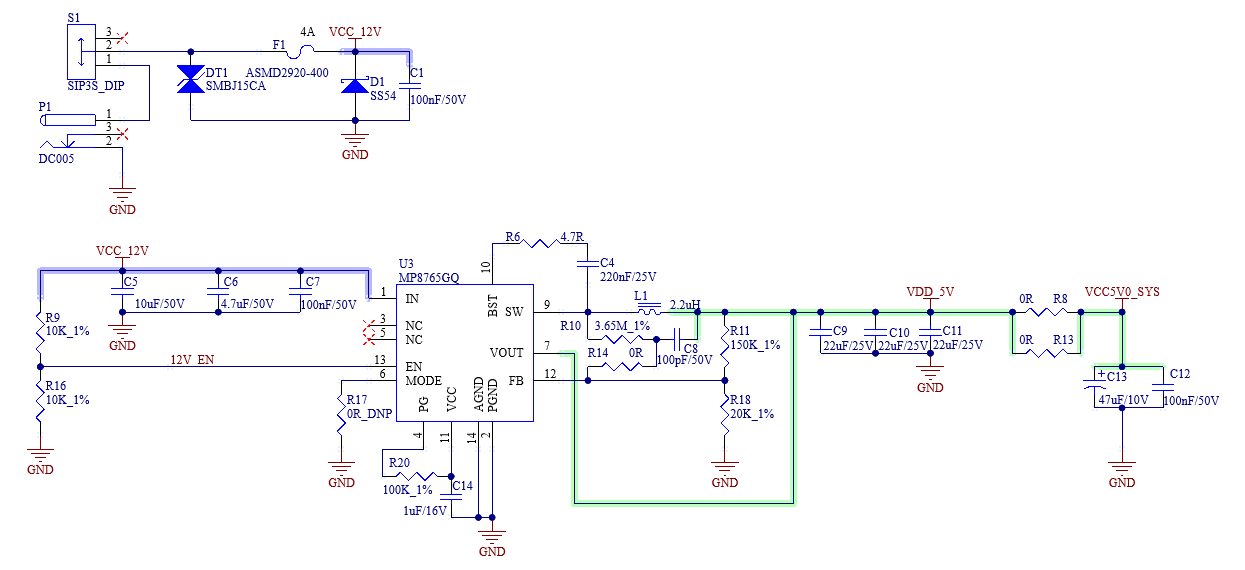 S1
3
2
1
SIP3S_DIP
DT1
SMBJ15CA
F1
4A
ASMD2920-400
VCC_12V
D1
SS54
C1
100nF/50V
GND
P1
1
3
2
DC005
GND
VCC_12V
C5
10uF/50V
C6
4.7uF/50V
C7
100nF/50V
GND
R9
10K_1%
12V_EN
R16
10K_1%
GND
U3
MP8765GQ
1
IN
3
NC
5
NC
13
EN
6
MODE
10
BST
9
SW
7
VOUT
12
FB
PG
VCC
AGND
PGND
4
11
14
2
R17
0R_DNP
GND
R20
100K_1%
C14
1uF/16V
GND
R6
4.7R
C4
220nF/25V
L1
2.2uH
R10
3.65M_1%
R14
0R
C8
100pF/50V
R11
150K_1%
R18
20K_1%
GND
C9
22uF/25V
C10
22uF/25V
C11
22uF/25V
VDD_5V
GND
0R
R8
0R
R13
VCC5V0_SYS
+
C13
47uF/10V
C12
100nF/50V
GND